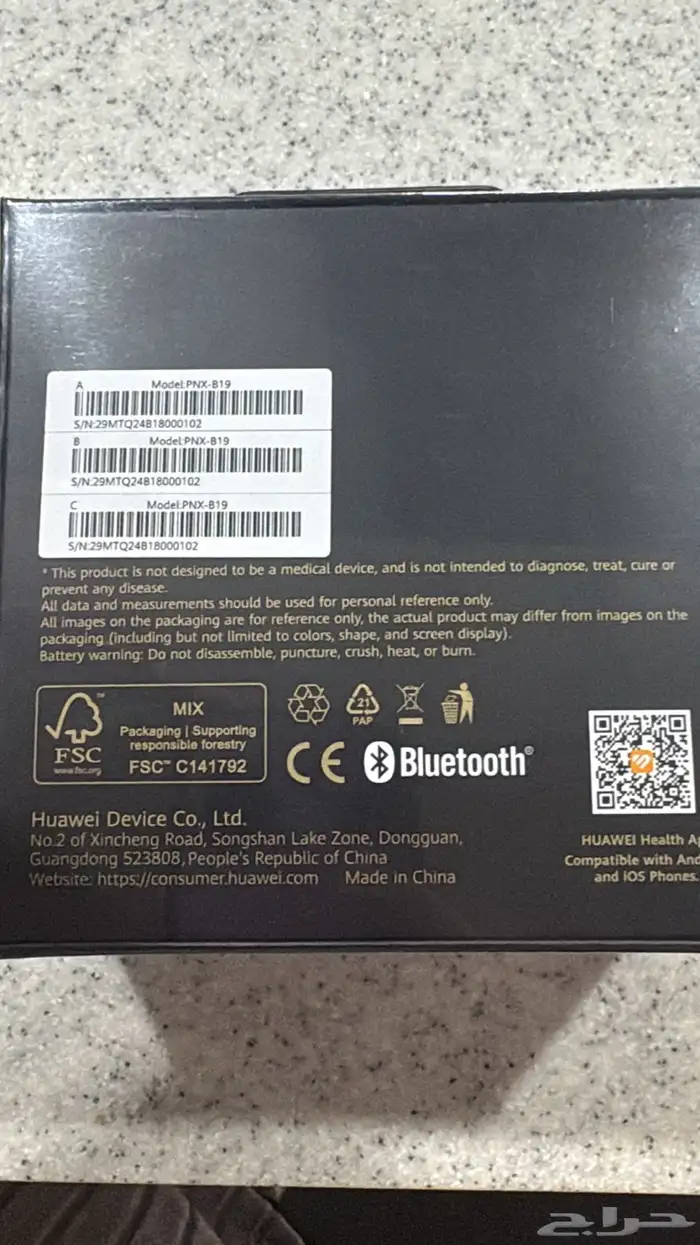 A Model:PNX-B19
S/N:29MTQ24B18000102
B Model:PNX-B19
S/N:29MTQ24B18000102
C Model:PNX-B19
S/N:29MTQ24B18000102
* This product is not designed to be a medical device, and is not intended to diagnose, treat, cure or
prevent any disease.
All data and measurements should be used for personal reference only.
All images on the packaging are for reference only, the actual product may differ from images on the
packaging (including but not limited to colors, shape, and screen display).
Battery warning: Do not disassemble, puncture, crush, heat, or burn.
FSC™
www.fsc.org
MIX
Packaging | Supporting
responsible forestry
FSC™ C141792
21
PAP
CE
Bluetooth®
Huawei Device Co., Ltd.
No.2 of Xincheng Road, Songshan Lake Zone, Dongguan,
Guangdong 523808, People's Republic of China
Website: https://consumer.huawei.com Made in China
HUAWEI Health
Compatible with
and iOS Phones.
حراج